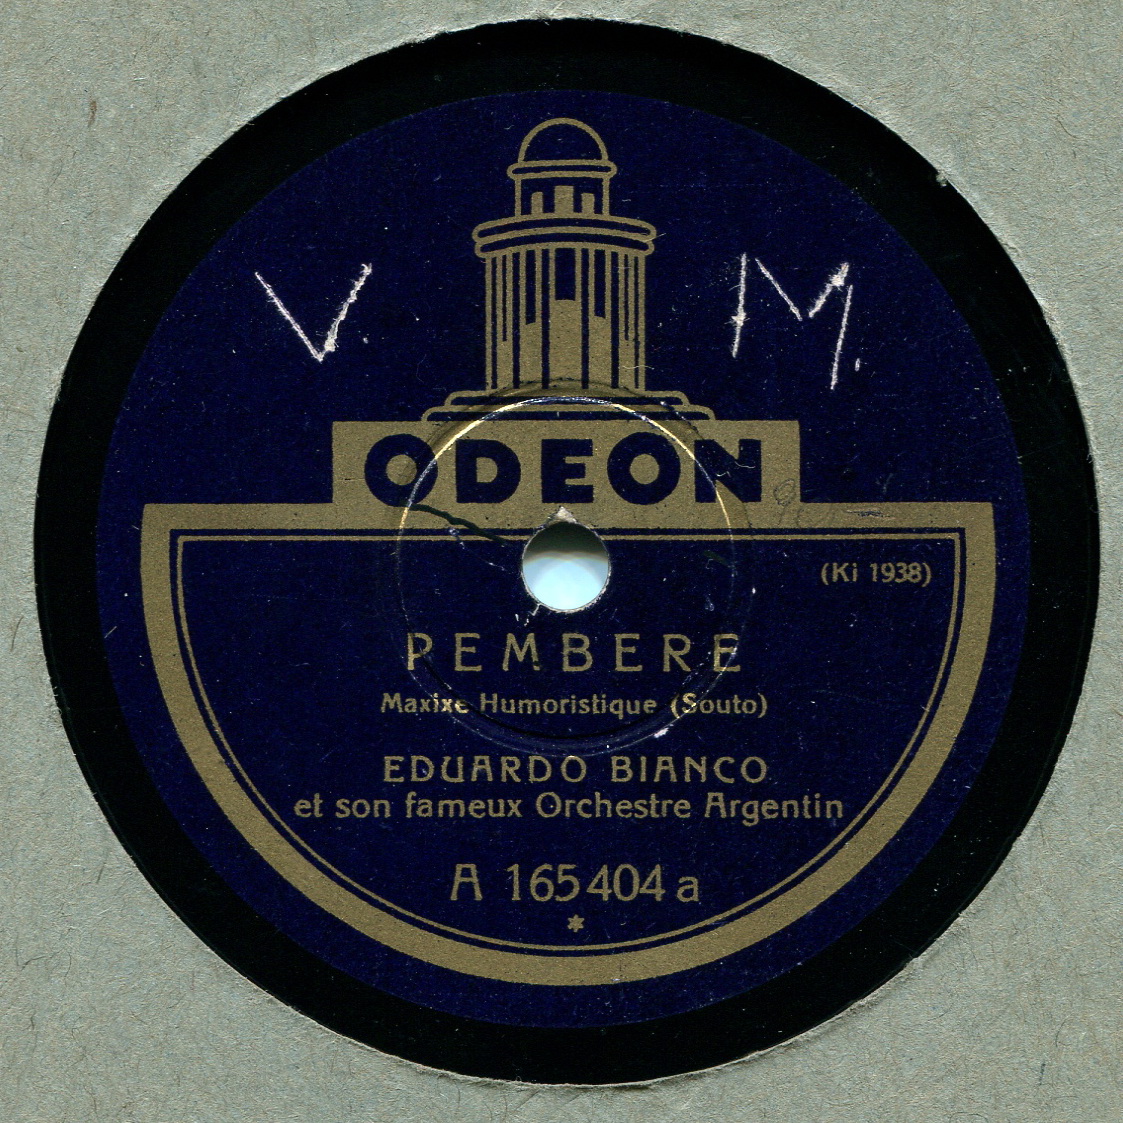 V. M.
ODEON
(Ki 1938)
PEMBERE
Maxixe Humoristique (Souto)
EDUARDO BIANCO
et son fameux Orchestre Argentin
A 165404 a
*